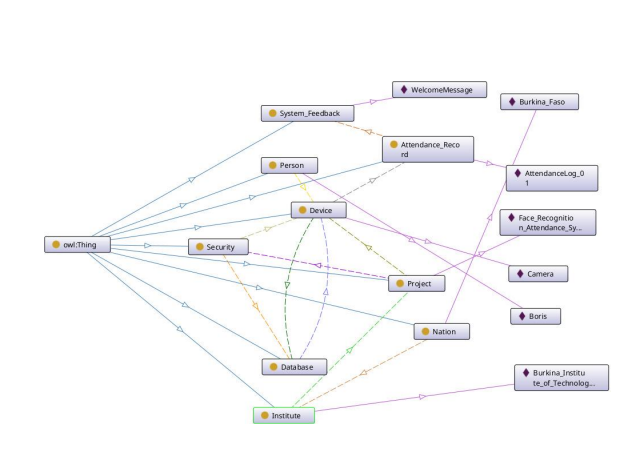 WelcomeMessage
Burkina_Faso
System_Feedback
Attendance_Reco
rd
Person
AttendanceLog_0
1
Device
Face_Recognitio
n_Attendance_Sy...
owl:Thing
Security
Camera
Project
Boris
Nation
Database
Burkina_Institu
te_of_Technolog...
Institute